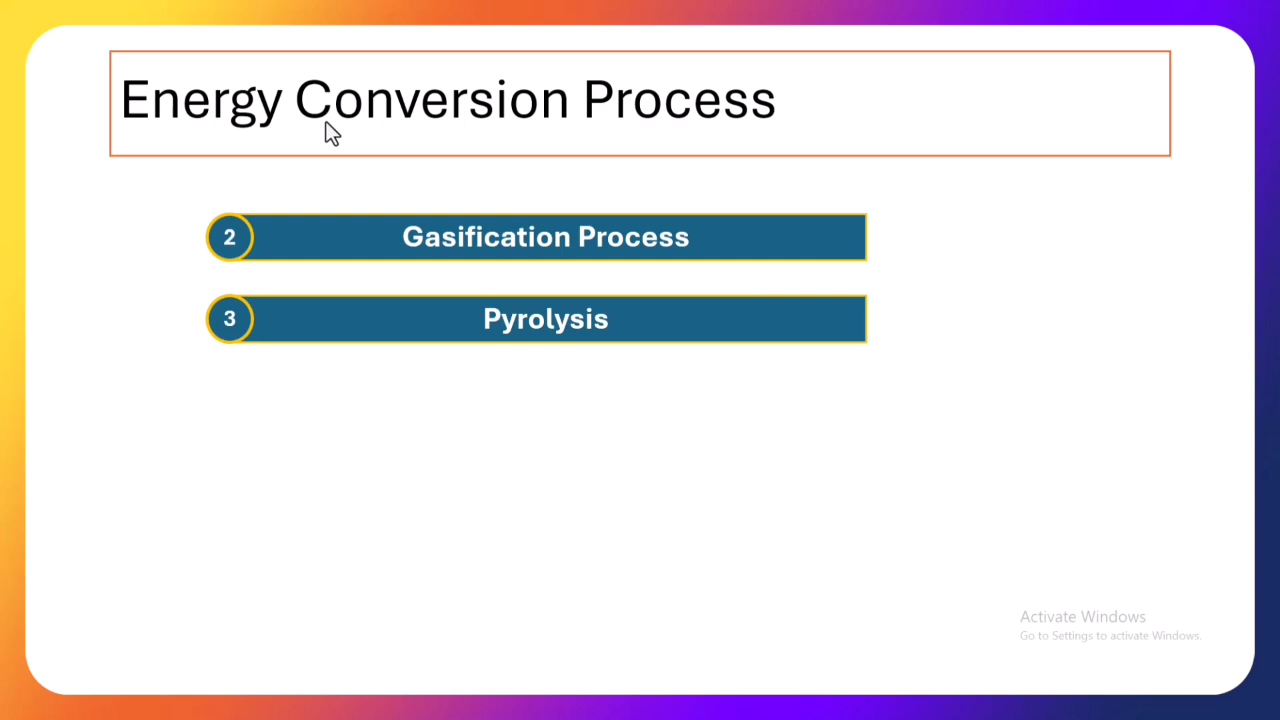 Energy Conversion Process
2 Gasification Process
3 Pyrolysis
Activate Windows
Go to Settings to activate Windows.